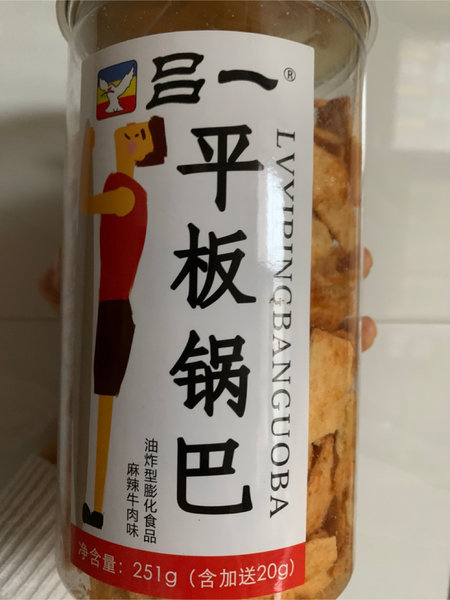 吕一®
平板锅巴
LVYIPINGBANGUOBA
油炸型膨化食品
麻辣牛肉味
净含量：251g（含加送20g）